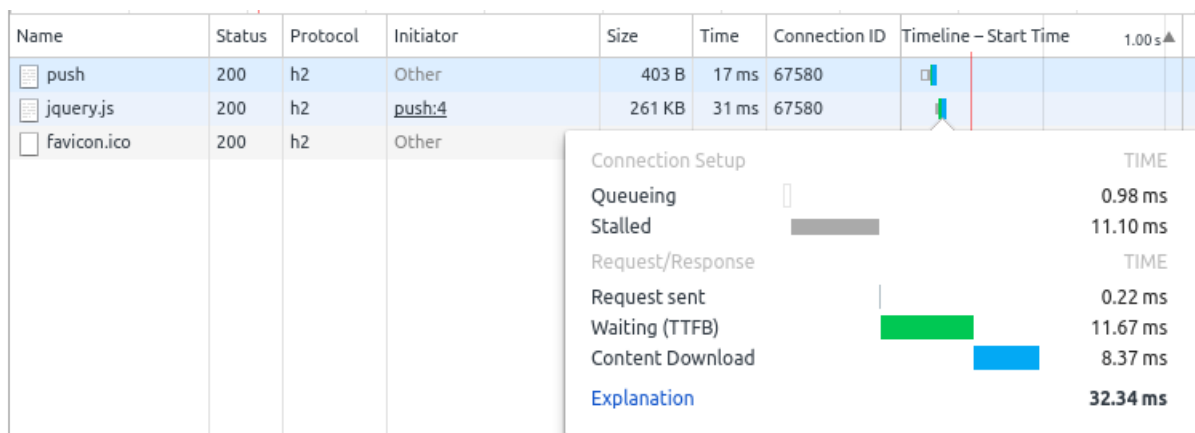 Name Status Protocol Initiator Size Time Connection ID Timeline – Start Time 1.00 s
push 200 h2 Other 403 B 17 ms 67580
jquery.js 200 h2 push:4 261 KB 31 ms 67580
favicon.ico 200 h2 Other
Connection Setup TIME
Queueing 0.98 ms
Stalled 11.10 ms
Request/Response TIME
Request sent 0.22 ms
Waiting (TTFB) 11.67 ms
Content Download 8.37 ms
Explanation 32.34 ms